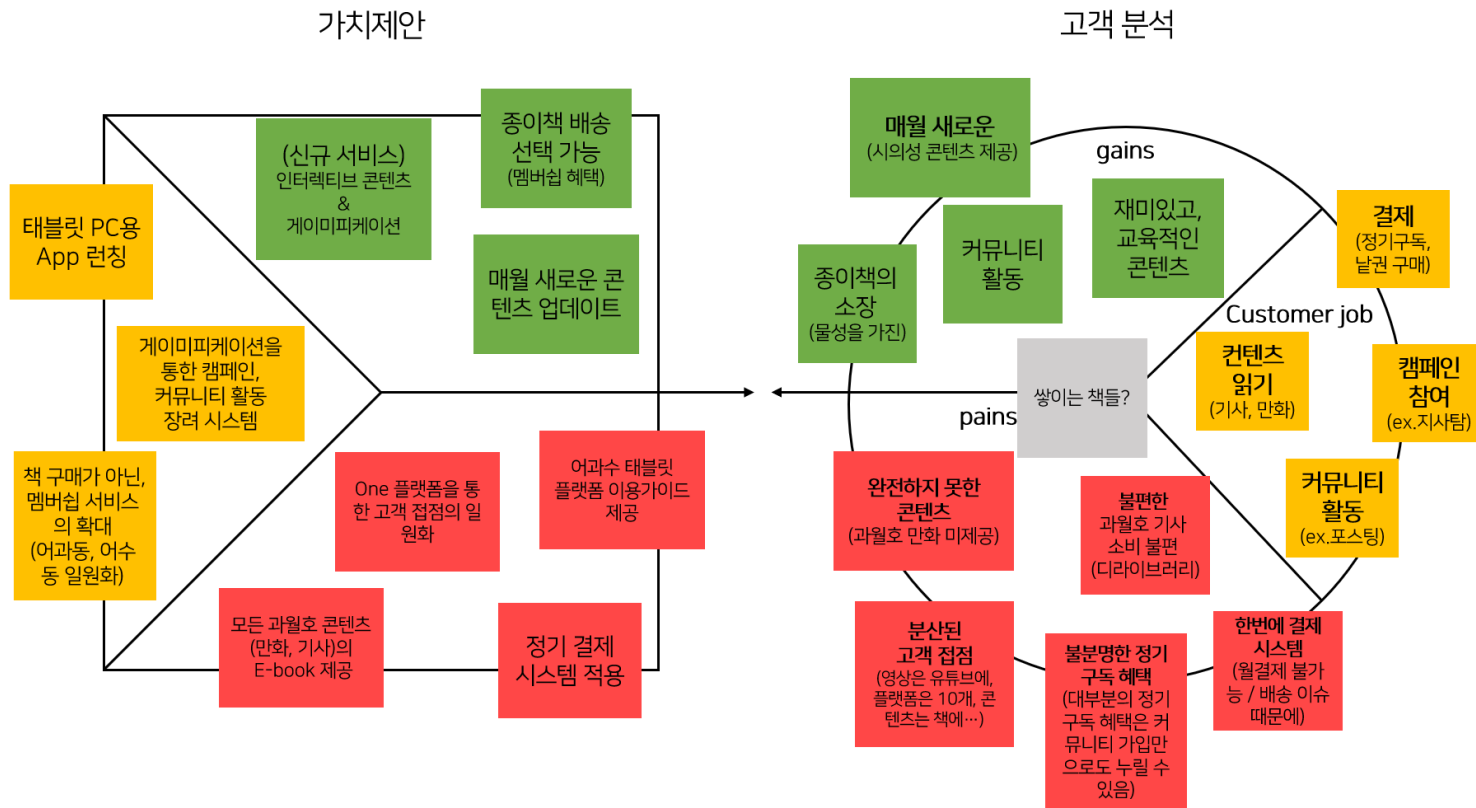 가치제안
고객 분석
(신규 서비스)
인터렉티브 콘텐츠
&
게이미피케이션
종이책 배송
선택 가능
(멤버쉽 혜택)
태블릿 PC용
App 런칭
매월 새로운 콘
텐츠 업데이트
게이미피케이션을
통한 캠페인,
커뮤니티 활동
장려 시스템
책 구매가 아닌,
멤버쉽 서비스
의 확대
(어과동, 어수
동 일원화)
One 플랫폼을 통
한 고객 접점의 일
원화
어과수 태블릿
플랫폼 이용가이드
제공
모든 과월호 콘텐츠
(만화, 기사)의
E-book 제공
정기 결제
시스템 적용
매월 새로운
(시의성 콘텐츠 제공)
gains
재미있고,
교육적인
콘텐츠
커뮤니티
활동
종이책의
소장
(물성을 가진)
결제
(정기구독,
낱권 구매)
Customer job
컨텐츠
읽기
(기사, 만화)
캠페인
참여
(ex.지사탐)
커뮤니티
활동
(ex.포스팅)
쌓이는 책들?
pains
완전하지 못한
콘텐츠
(과월호 만화 미제공)
불편한
과월호 기사
소비 불편
(디라이브러리)
분산된
고객 접점
(영상은 유튜브에,
플랫폼은 10개, 콘
텐츠는 책에…)
불분명한 정기
구독 혜택
(대부분의 정기
구독 혜택은 커
뮤니티 가입만
으로도 누릴 수
있음)
한번에 결제
시스템
(월결제 불가
능 / 배송 이슈
때문에)